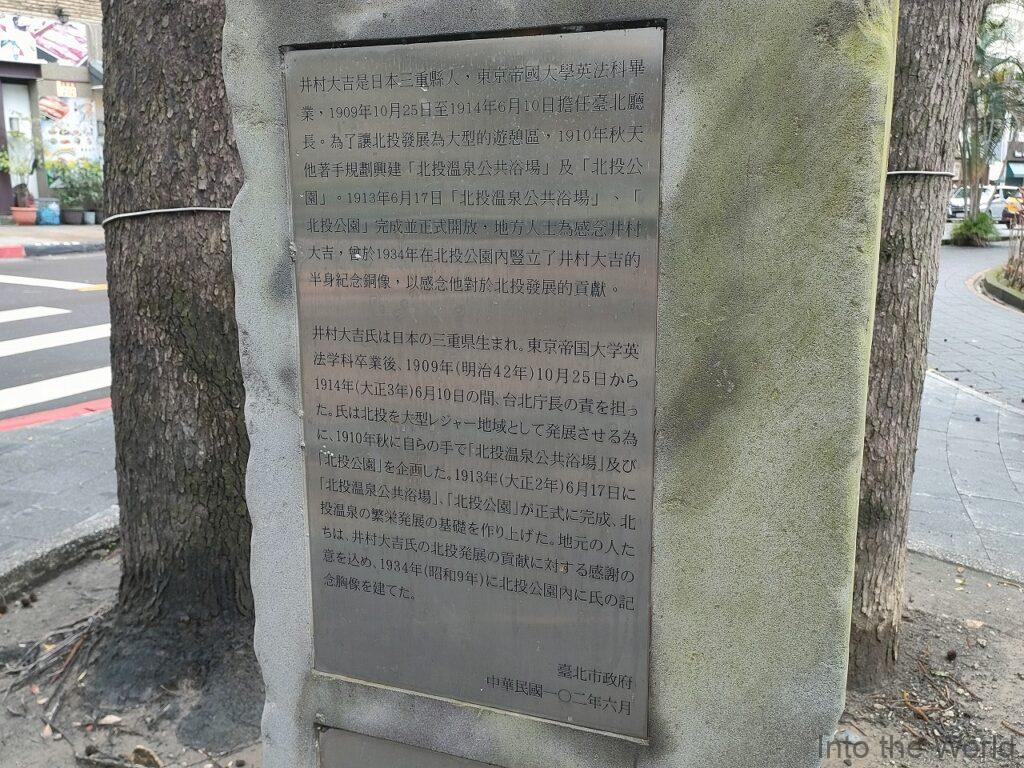 井村大吉是日本三重縣人，東京帝國大學英法科畢
業，1909年10月25日至1914年6月10日擔任臺北廳
長。為了讓北投發展為大型的遊憩區，1910年秋天
他著手規劃興建「北投溫泉公共浴場」及「北投公
園」。1913年6月17日「北投溫泉公共浴場」、「
北投公園」完成並正式開放，地方人士為感念井村
大吉，曾於1934年在北投公園內豎立了井村大吉的
半身紀念銅像，以感念他對於北投發展的貢獻。
井村大吉氏は日本の三重県生まれ。東京帝国大学英
法学科卒業後、1909年(明治42年)10月25日から
1914年(大正3年)6月10日の間、台北庁長の責を担っ
た。氏は北投を大型レジャー地域として発展させる為
に、1910年秋に自らの手で「北投温泉公共浴場」及び
「北投公園」を企画した。1913年(大正2年)6月17日に
「北投温泉公共浴場」、「北投公園」が正式に完成、北
投温泉の繁栄発展の基礎を作り上げた。地元の人た
ちは、井村大吉氏の北投発展の貢献に対する感謝の
意を込め、1934年(昭和9年)に北投公園内に氏の記
念胸像を建てた。
臺北市政府
中華民國一〇二年六月
Into the World